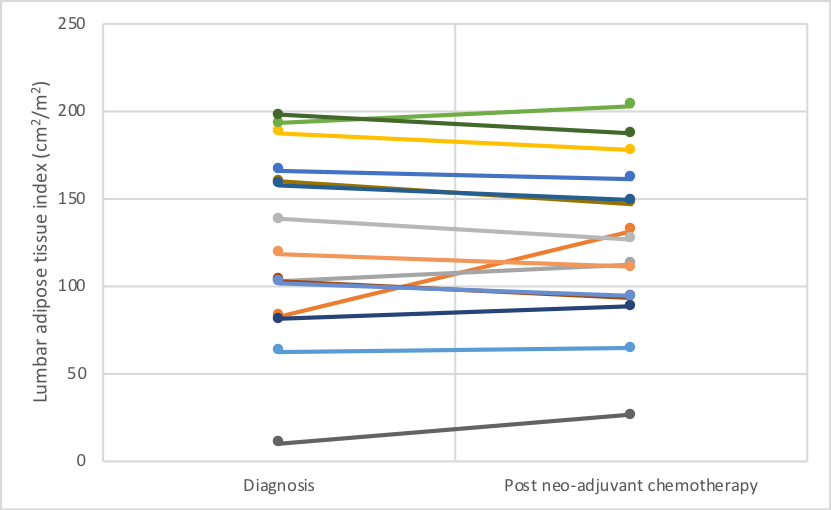 250
200
150
100
50
0
Lumbar adipose tissue index (cm²/m²)
Diagnosis
Post neo-adjuvant chemotherapy